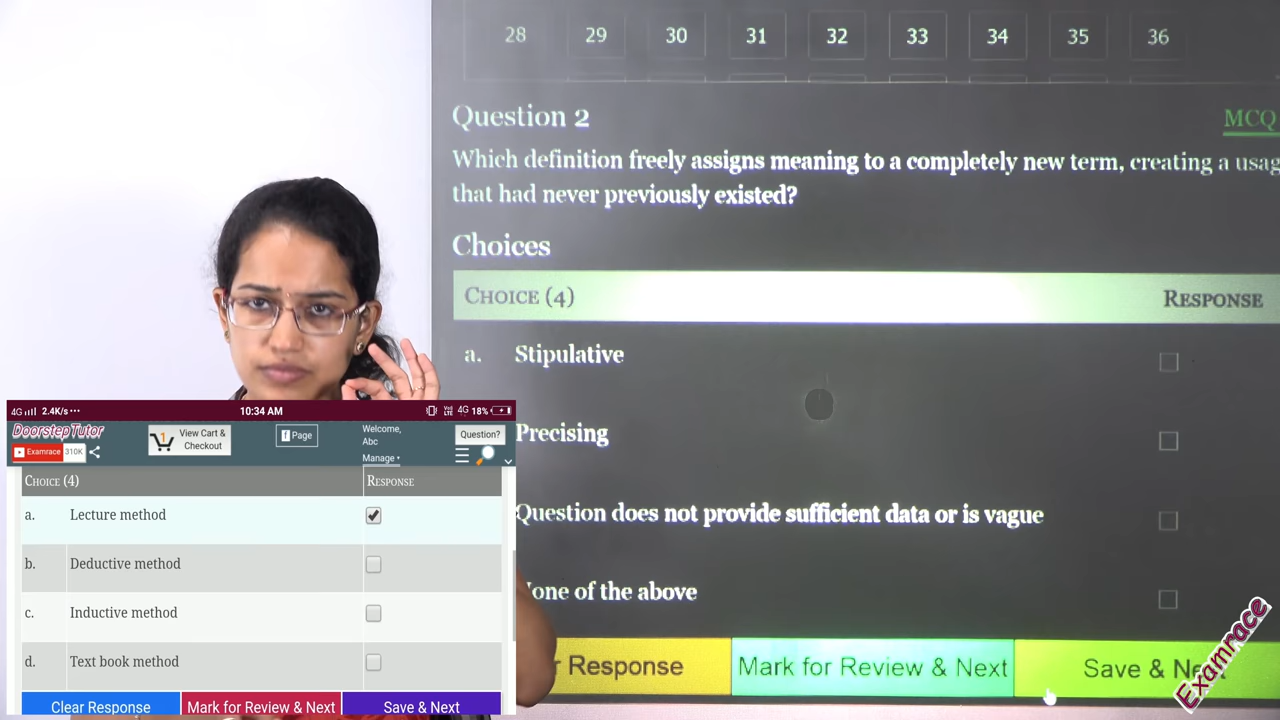 28 29 30 31 32 33 34 35 36
Question 2
MCQ
Which definition freely assigns meaning to a completely new term, creating a usag
that had never previously existed?
Choices
Choice (4) Response
a. Stipulative
Precising
Question does not provide sufficient data or is vague
one of the above
r Response Mark for Review & Next Save & Ne
Examrace
4G 2.4K/s... 10:34 AM 4G 18%
DoorstepTutor
Examrace 310K
View Cart &
Checkout
1
f Page
Welcome,
Abc
Manage
Question?
Choice (4) Response
a. Lecture method
b. Deductive method
c. Inductive method
d. Text book method
Clear Response Mark for Review & Next Save & Next